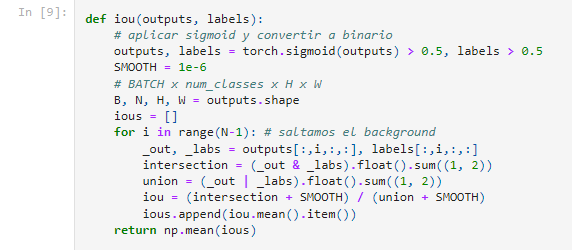 In [9]:
def iou(outputs, labels):
    # aplicar sigmoid y convertir a binario
    outputs, labels = torch.sigmoid(outputs) > 0.5, labels > 0.5
    SMOOTH = 1e-6
    # BATCH x num_classes x H x W
    B, N, H, W = outputs.shape
    ious = []
    for i in range(N-1): # saltamos el background
        _out, _labs = outputs[:,i,:,:], labels[:,i,:,:]
        intersection = (_out & _labs).float().sum((1, 2))
        union = (_out | _labs).float().sum((1, 2))
        iou = (intersection + SMOOTH) / (union + SMOOTH)
        ious.append(iou.mean().item())
    return np.mean(ious)